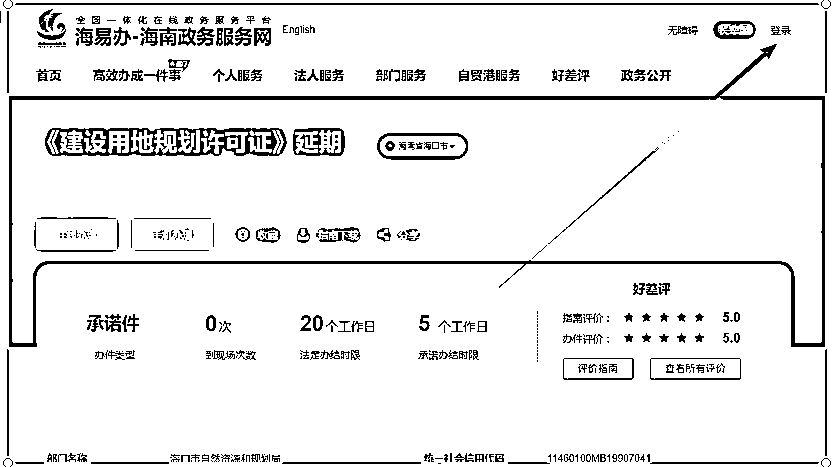 全国一体化在线政务服务平台
海易办-海南政务服务网 English 无障碍 登录
首页 高效办成一件事 个人服务 法人服务 部门服务 自贸港服务 好差评 政务公开
《建设用地规划许可证》延期 海南省海口市
收藏 指南下载 分享
好差评
承诺件 0次 20个工作日 5 个工作日
指南评价： ★ ★ ★ ★ ★ 5.0
办件类型 到现场次数 法定办结时限 承诺办结时限
办件评价： ★ ★ ★ ★ ★ 5.0
评价指南 查看所有评价
部门名称 海口市自然资源和规划局 统一社会信用代码 11460100MB19907041